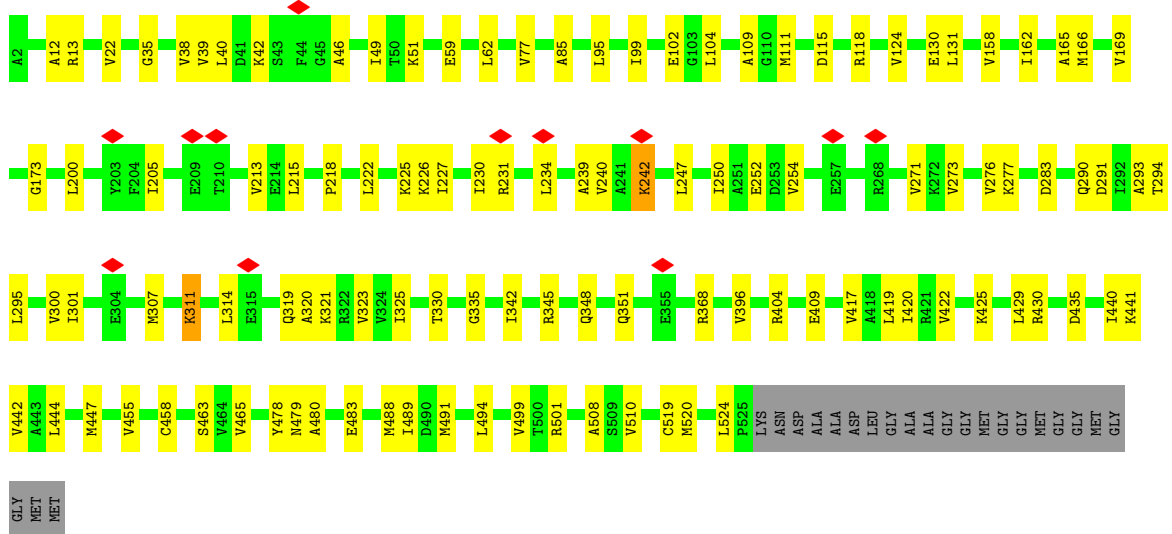 A2 A12 R13 V22 G35 V38 V39 L40 D41 K42 S43 F44 G45 A46 I49 T50 K51 E59 L62 V77 A85 L95 I99 E102 G103 L104 A109 G110 M111 D115 R118 V124 E130 L131 V158 I162 A165 M166 V169
G173 L200 Y203 F204 I205 E209 T210 V213 E214 L215 P218 L222 K225 K226 I227 I230 R231 L234 A239 V240 A241 K242 L247 I250 A251 E252 D253 V254 E257 R268 V271 K272 V273 V276 K277 D283 Q290 D291 I292 A293 T294
L295 V300 I301 E304 M307 K311 L314 E315 Q319 A320 K321 R322 V323 V324 I325 T330 G335 I342 R345 Q348 Q351 E355 R368 V396 R404 E409 V417 A418 L419 I420 R421 V422 K425 L429 R430 D435 I440 K441
V442 A443 L444 M447 V455 C458 S463 V464 V465 Y478 N479 A480 E483 M488 I489 D490 M491 L494 V499 T500 R501 A508 S509 V510 C519 M520 L524 P525 LYS ASN ASP ALA ALA ASP LEU GLY ALA ALA GLY GLY MET GLY GLY MET GLY GLY MET GLY
GLY MET MET